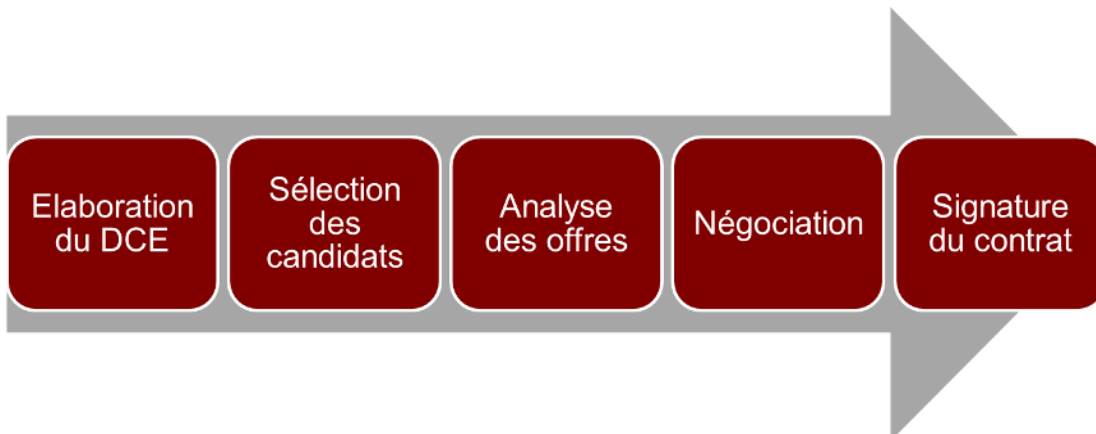 Elaboration
du DCE
Sélection
des
candidats
Analyse
des offres
Négociation
Signature
du contrat